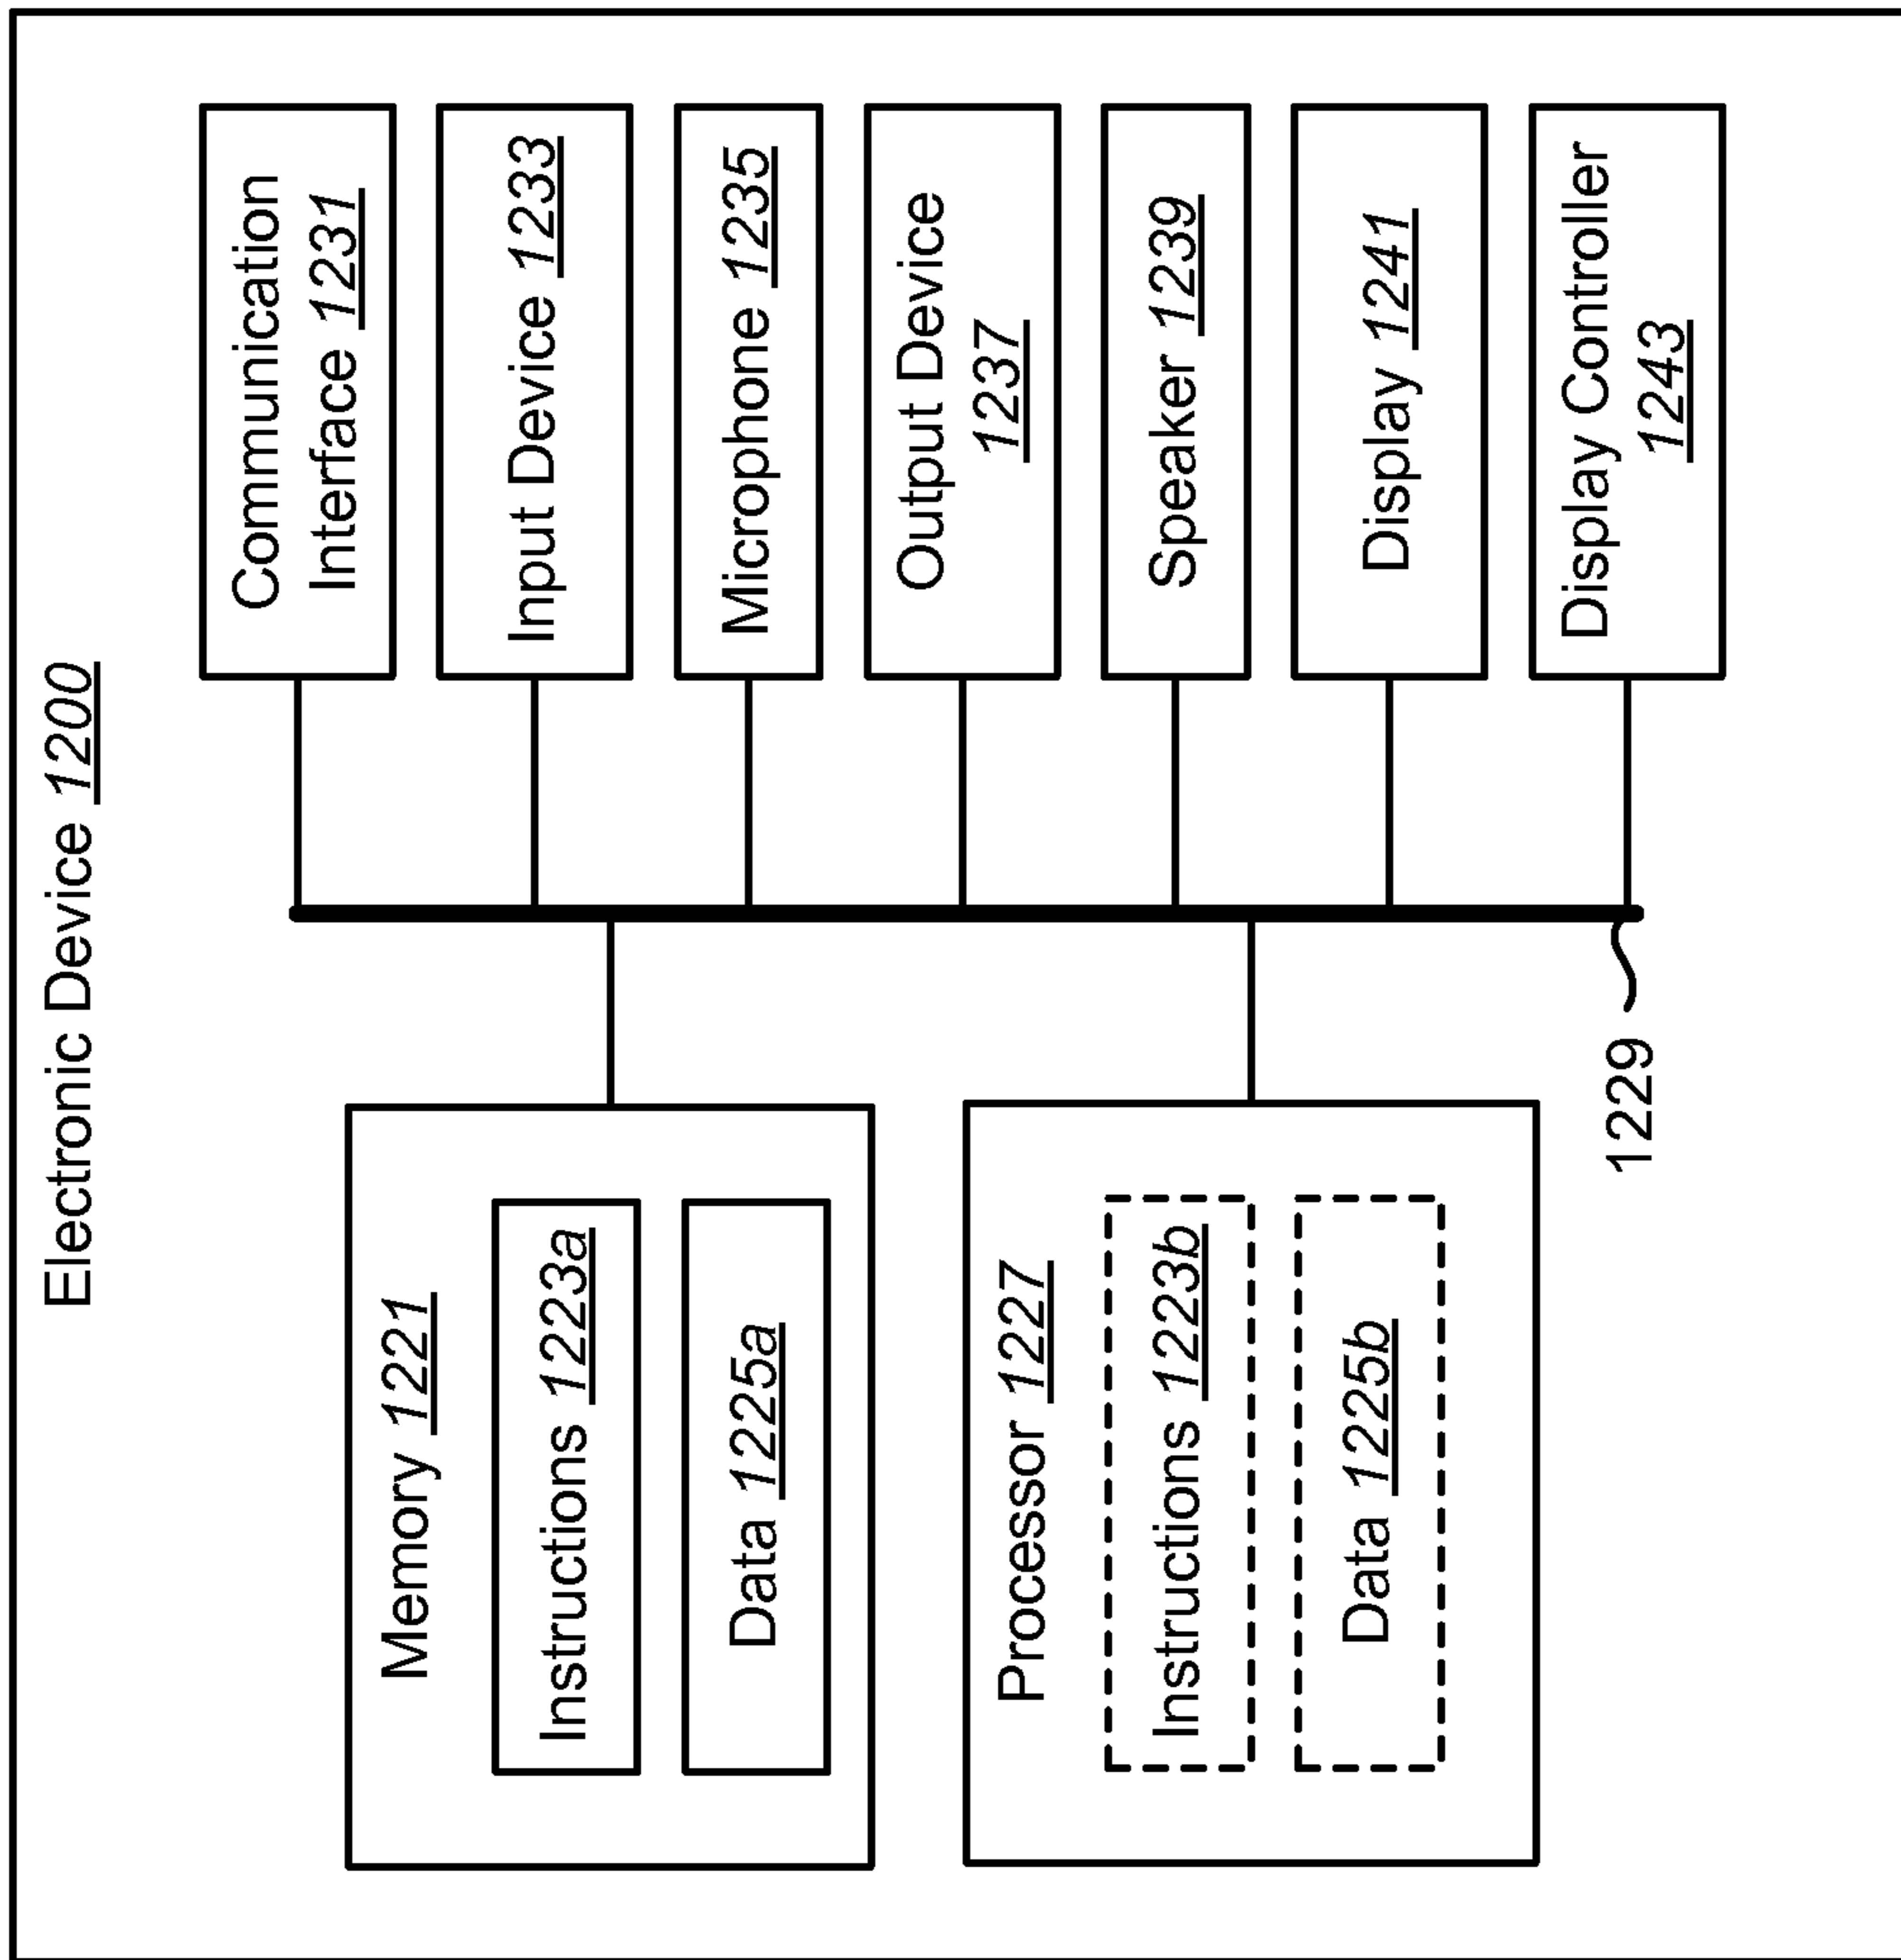 Electronic Device 1200
Memory 1221
Instructions 1223a
Data 1225a
Processor 1227
Instructions 1223b
Data 1225b
1229
Communication
Interface 1231
Input Device 1233
Microphone 1235
Output Device
1237
Speaker 1239
Display 1241
Display Controller
1243